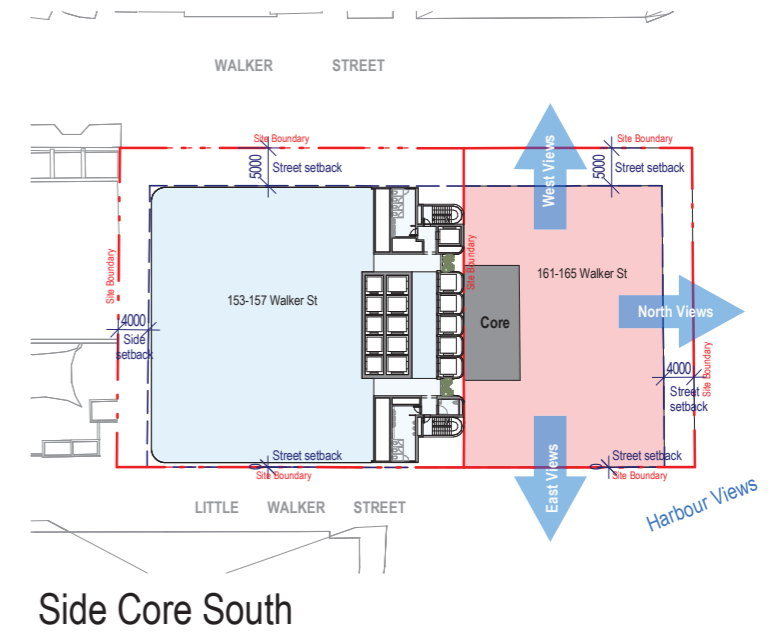 WALKER STREET
Site Boundary
Site Boundary
5000
Street setback
5000
Street setback
West Views
Site Boundary
Site Boundary
153-157 Walker St
161-165 Walker St
4000
Side
setback
Core
North Views
Site Boundary
4000
Street
setback
East Views
0
Street setback
Site Boundary
0
Street setback
Site Boundary
LITTLE WALKER STREET
Harbour Views
Side Core South